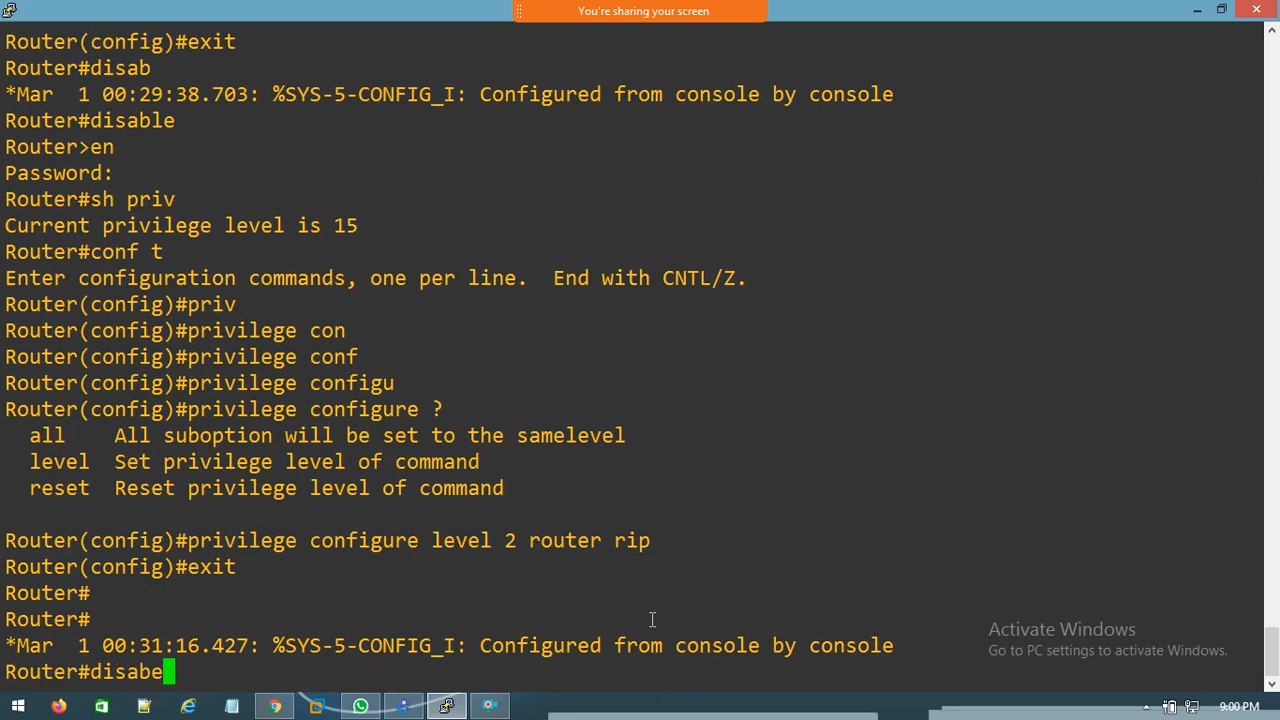 You're sharing your screen
Router(config)#exit
Router#disab
*Mar  1 00:29:38.703: %SYS-5-CONFIG_I: Configured from console by console
Router#disable
Router>en
Password:
Router#sh priv
Current privilege level is 15
Router#conf t
Enter configuration commands, one per line.  End with CNTL/Z.
Router(config)#priv
Router(config)#privilege con
Router(config)#privilege conf
Router(config)#privilege configu
Router(config)#privilege configure ?
  all    All suboption will be set to the samelevel
  level  Set privilege level of command
  reset  Reset privilege level of command
Router(config)#privilege configure level 2 router rip
Router(config)#exit
Router#
Router#
*Mar  1 00:31:16.427: %SYS-5-CONFIG_I: Configured from console by console
Router#disabe
Activate Windows
Go to PC settings to activate Windows.
9:00 PM